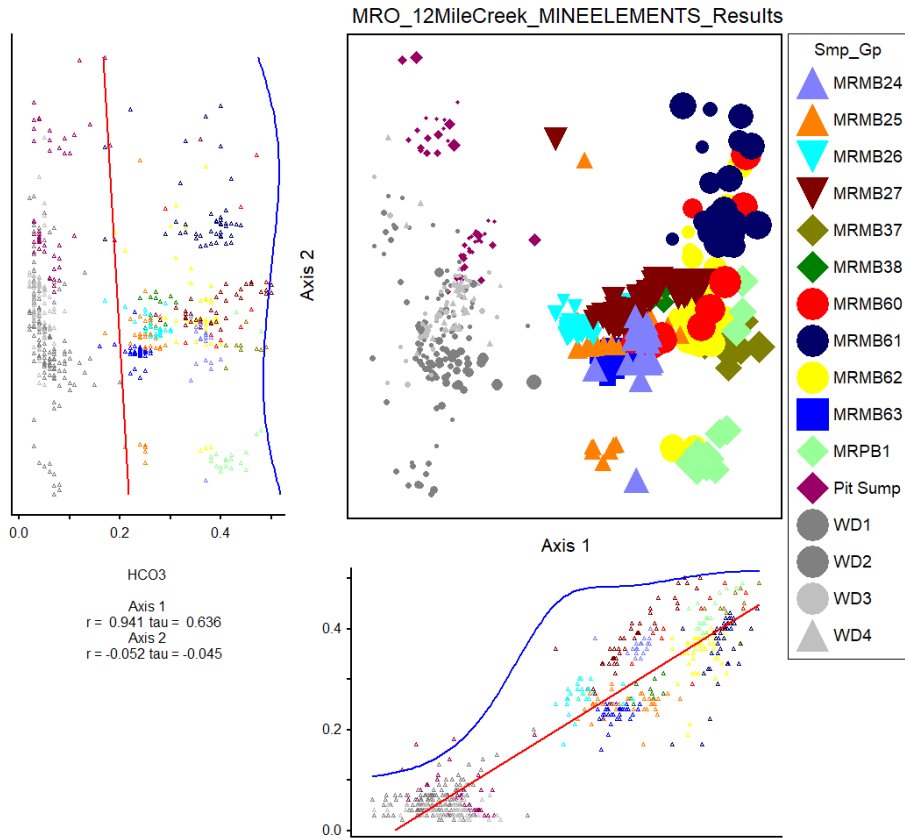 MRO_12MileCreek_MINEELEMENTS_Results
Axis 2
0.0
0.2
0.4
Axis 1
Smp_Gp
MRMB24
MRMB25
MRMB26
MRMB27
MRMB37
MRMB38
MRMB60
MRMB61
MRMB62
MRMB63
MRPB1
Pit Sump
WD1
WD2
WD3
WD4
HCO3
Axis 1
r = 0.941 tau = 0.636
Axis 2
r = -0.052 tau = -0.045
0.4
0.2
0.0